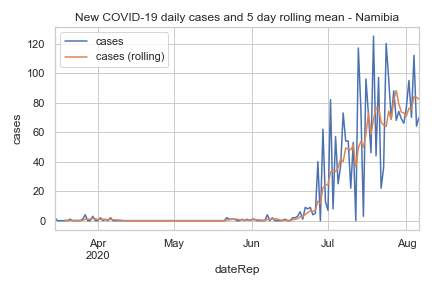 New COVID-19 daily cases and 5 day rolling mean - Namibia
cases
cases (rolling)
120
100
80
60
40
20
0
cases
Apr
2020
May
Jun
Jul
Aug
dateRep